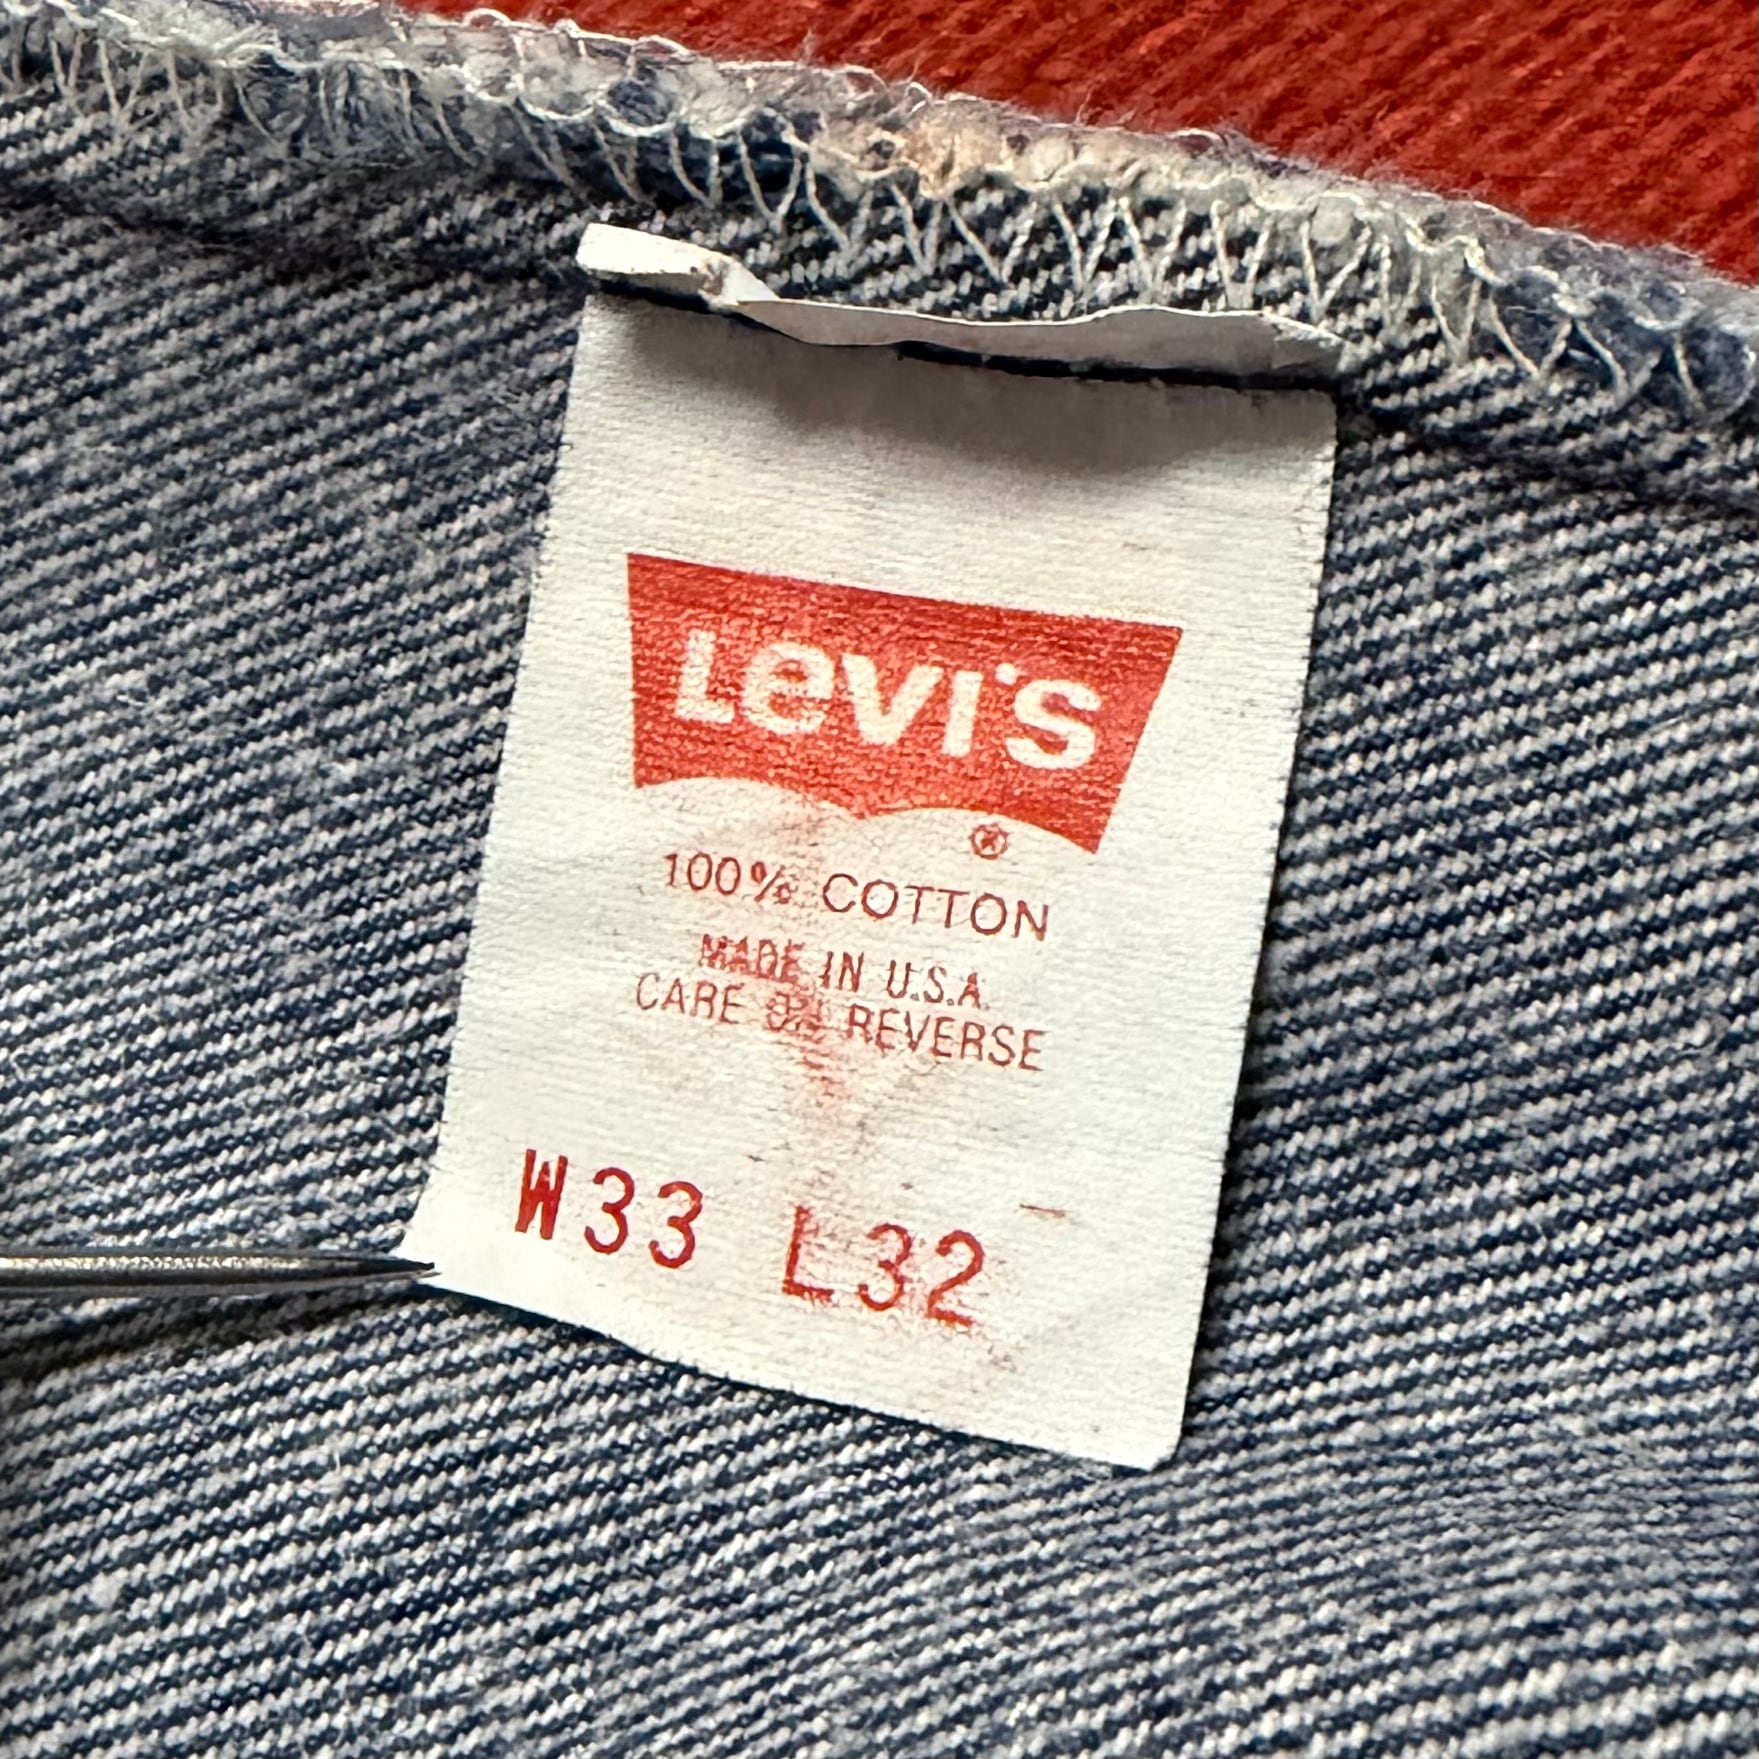 Levi's
®
100% COTTON
MADE IN U.S.A.
CARE ON REVERSE
W33 L32